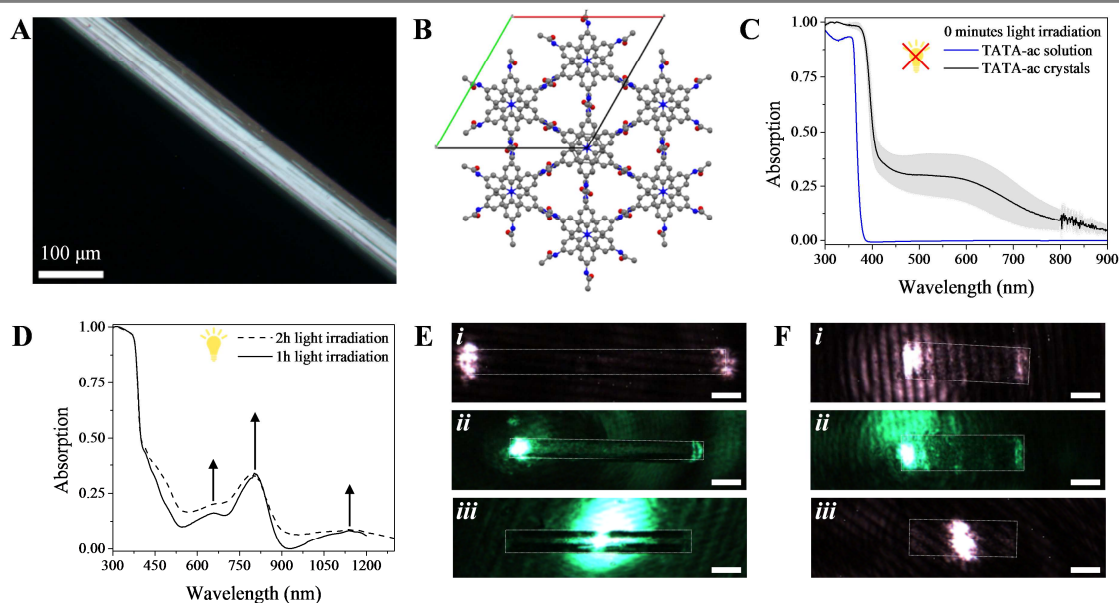 A
100 μm
B
C
0 minutes light irradiation
TATA-ac solution
TATA-ac crystals
Absorption
1.00
0.75
0.50
0.25
0.00
300 400 500 600 700 800 900
Wavelength (nm)
D
2h light irradiation
1h light irradiation
Absorption
1.00
0.75
0.50
0.25
0.00
300 450 600 750 900 1050 1200
Wavelength (nm)
E
i
ii
iii
F
i
ii
iii